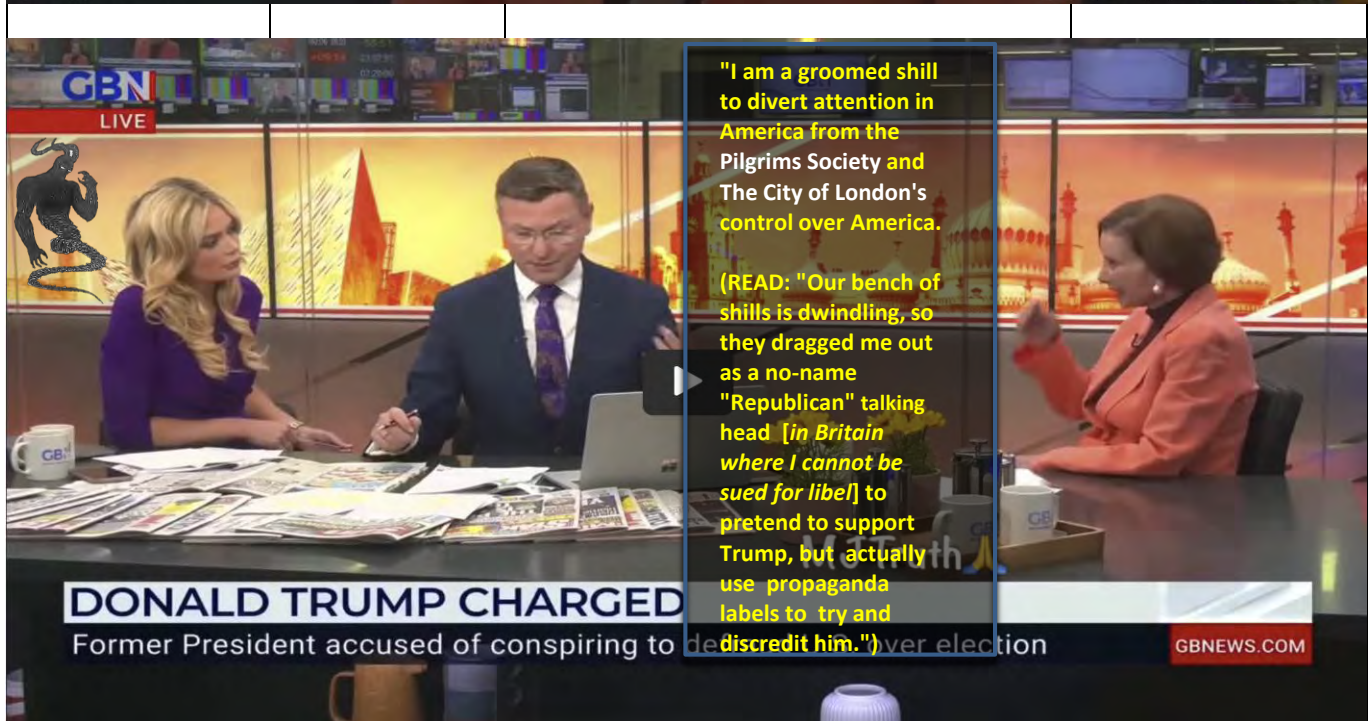 GBN
LIVE
"I am a groomed shill
to divert attention in
America from the
Pilgrims Society and
The City of London's
control over America.
(READ: "Our bench of
shills is dwindling, so
they dragged me out
as a no-name
"Republican" talking
head [in Britain
where I cannot be
sued for libel] to
pretend to support
Trump, but actually
use propaganda
labels to try and
discredit him.")
GB
GB
MJTruth🙏
DONALD TRUMP CHARGED
Former President accused of conspiring to over election
GBNEWS.COM